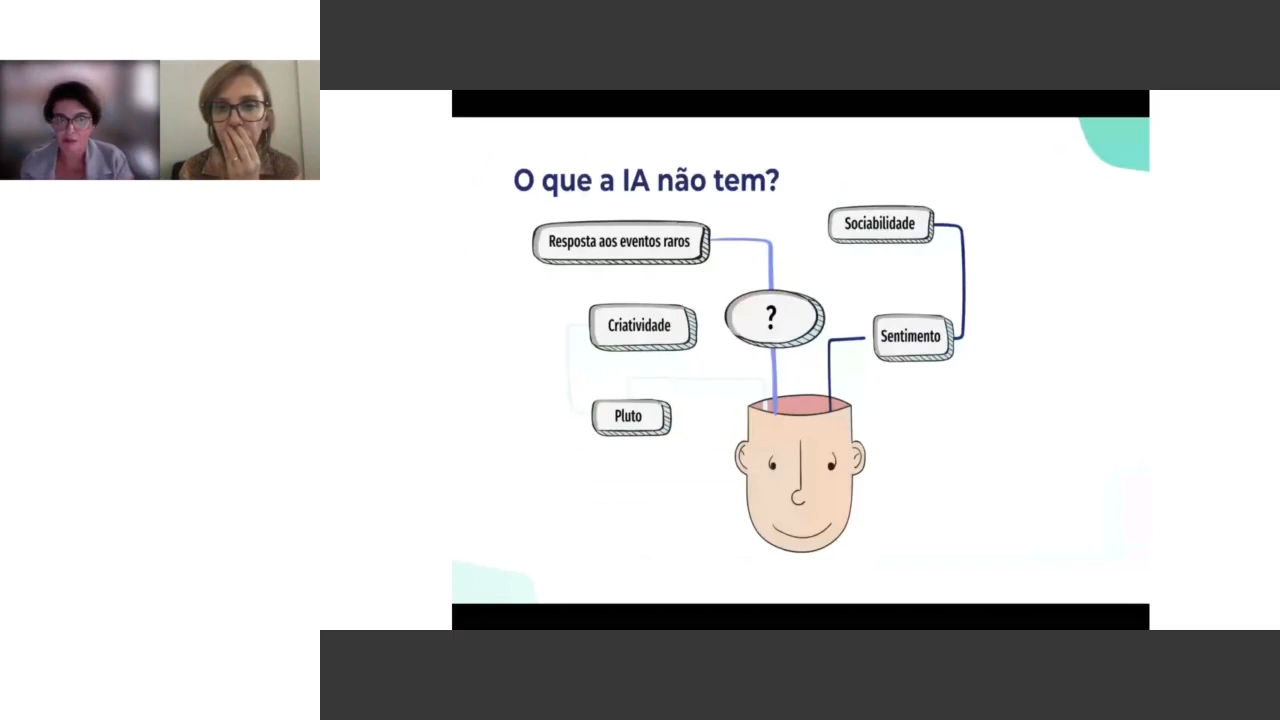 O que a IA não tem?
Sociabilidade
Resposta aos eventos raros
?
Criatividade
Sentimento
Pluto